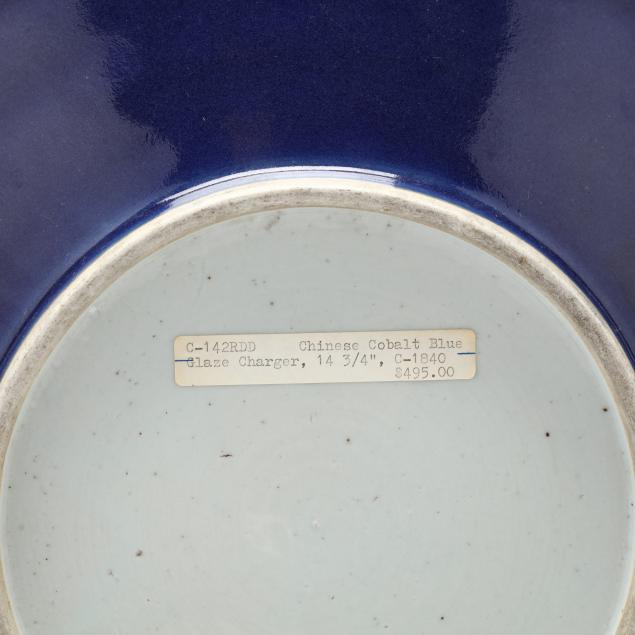 C-142RDD Chinese Cobalt Blue
Glaze Charger, 14 3/4", C-1840
$495.00